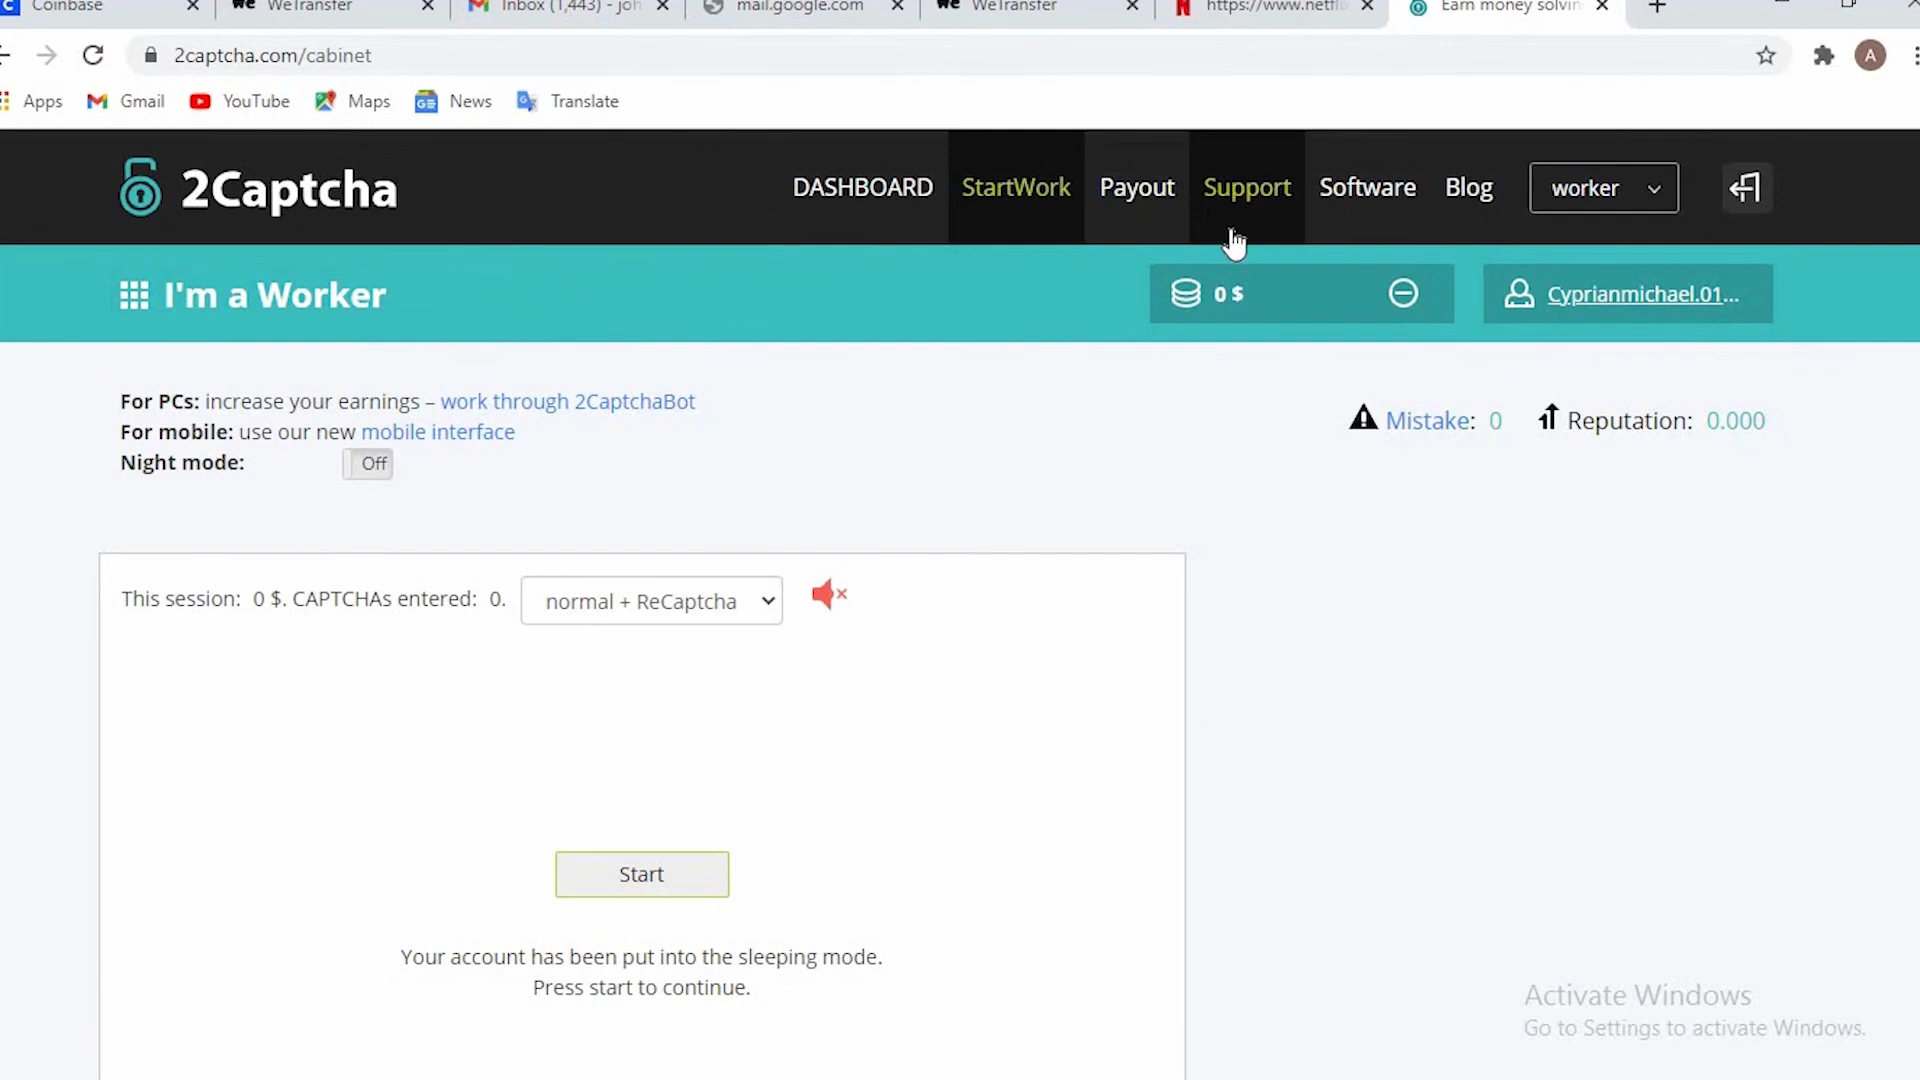 Coinbase
WeTransfer
Inbox (1,443) - joh
mail.google.com
WeTransfer
https://www.netfli
Earn money solvin
2captcha.com/cabinet
A
Apps
Gmail
YouTube
Maps
News
Translate
2Captcha
DASHBOARD
StartWork
Payout
Support
Software
Blog
worker
I'm a Worker
0 $
Cyprianmichael.01...
For PCs: increase your earnings – work through 2CaptchaBot
For mobile: use our new mobile interface
Night mode: Off
Mistake: 0
Reputation: 0.000
This session: 0 $. CAPTCHAs entered: 0.
normal + ReCaptcha
Start
Your account has been put into the sleeping mode.
Press start to continue.
Activate Windows
Go to Settings to activate Windows.